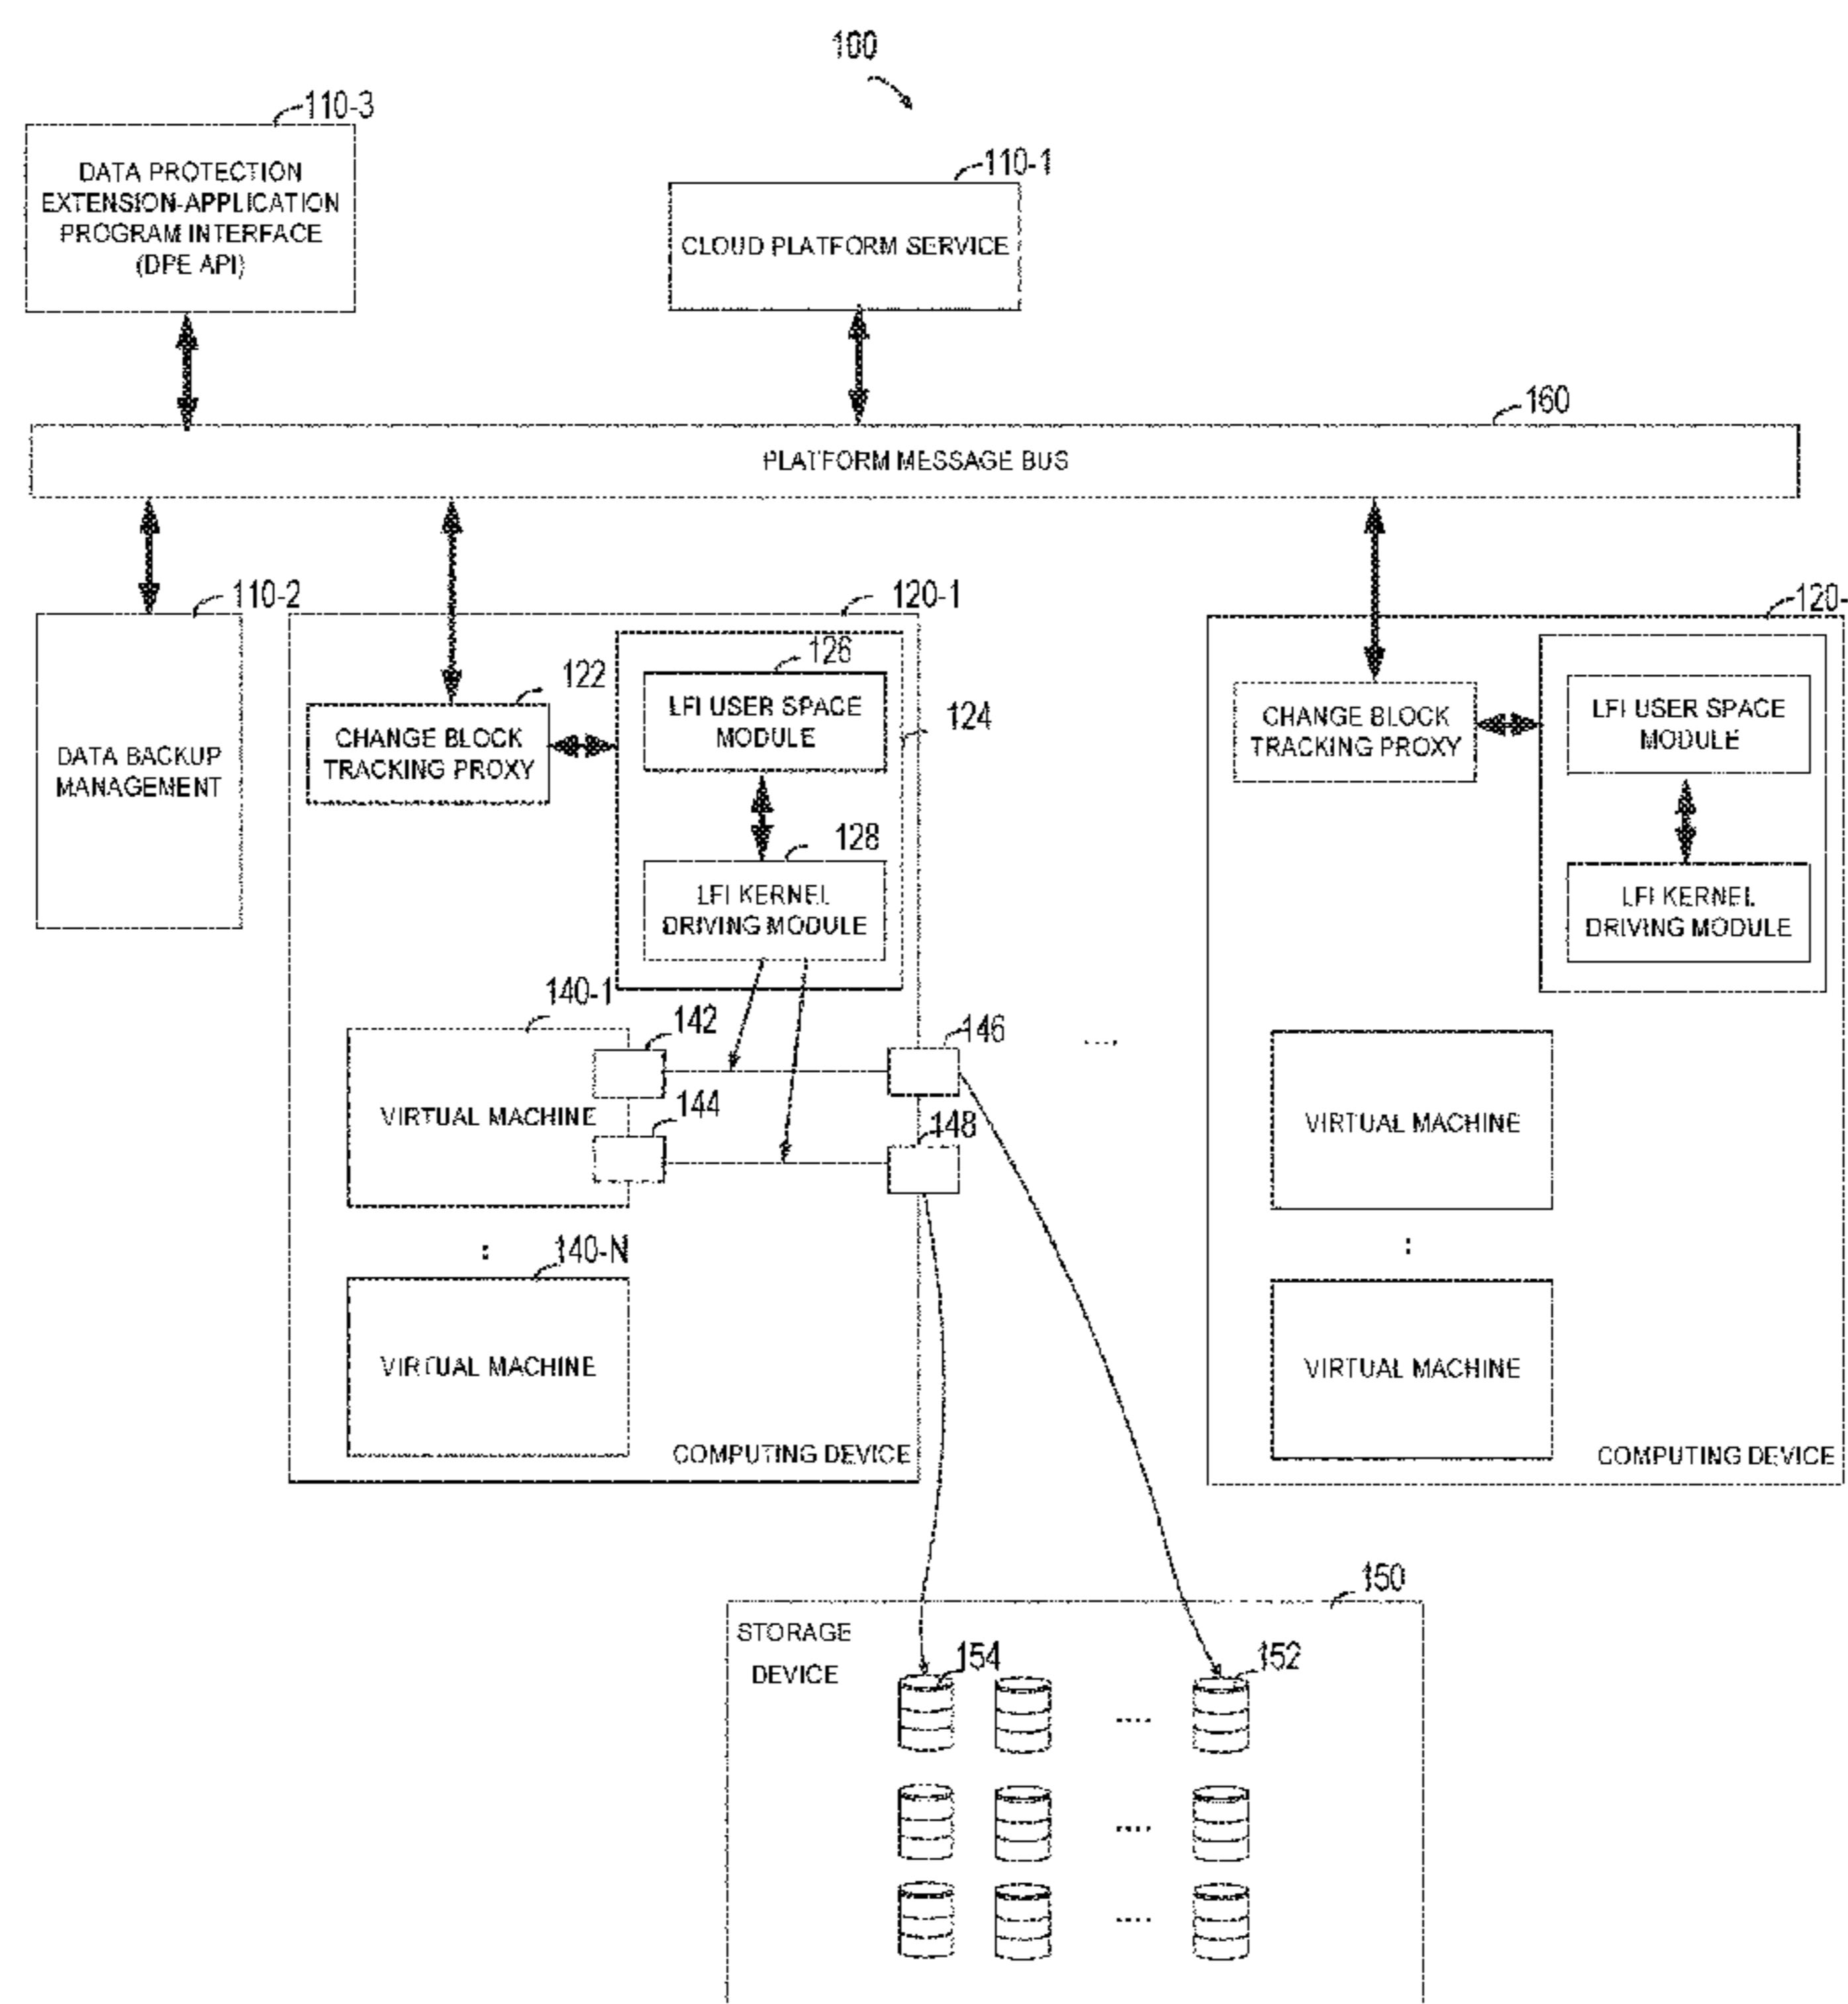 100
110-3
DATA PROTECTION
EXTENSION-APPLICATION
PROGRAM INTERFACE
(DPE API)
110-1
CLOUD PLATFORM SERVICE
160
PLATFORM MESSAGE BUS
110-2
DATA BACKUP
MANAGEMENT
120-1
122
CHANGE BLOCK
TRACKING PROXY
126
LFI USER SPACE
MODULE
124
128
LFI KERNEL
DRIVING MODULE
140-1
VIRTUAL MACHINE
142
144
146
148
:
140-N
VIRTUAL MACHINE
COMPUTING DEVICE
....
120-
CHANGE BLOCK
TRACKING PROXY
LFI USER SPACE
MODULE
LFI KERNEL
DRIVING MODULE
VIRTUAL MACHINE
:
VIRTUAL MACHINE
COMPUTING DEVICE
150
STORAGE
DEVICE
154
152
....
....
....